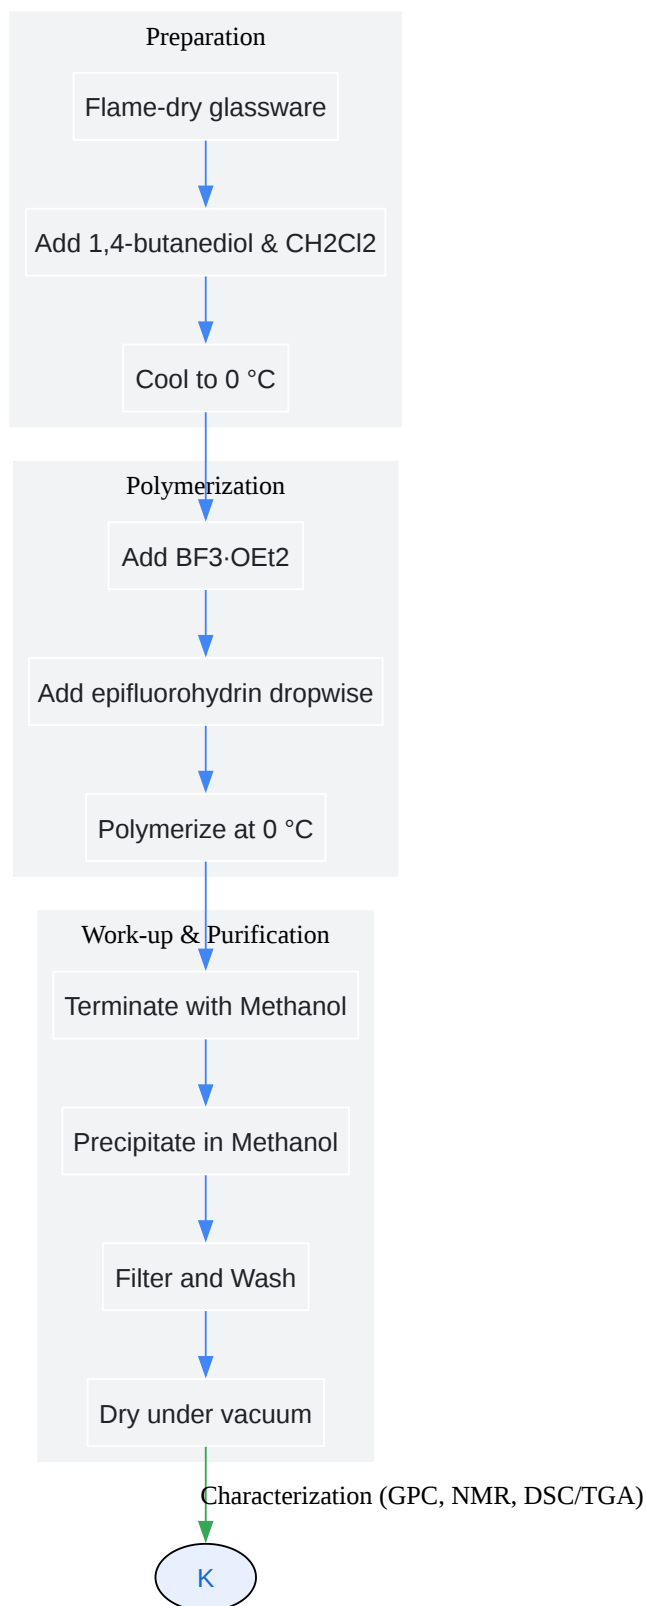 Preparation
Flame-dry glassware
Add 1,4-butanediol & CH2Cl2
Cool to 0 °C
Polymerization
Add BF3·OEt2
Add epifluorohydrin dropwise
Polymerize at 0 °C
Work-up & Purification
Terminate with Methanol
Precipitate in Methanol
Filter and Wash
Dry under vacuum
Characterization (GPC, NMR, DSC/TGA)
K